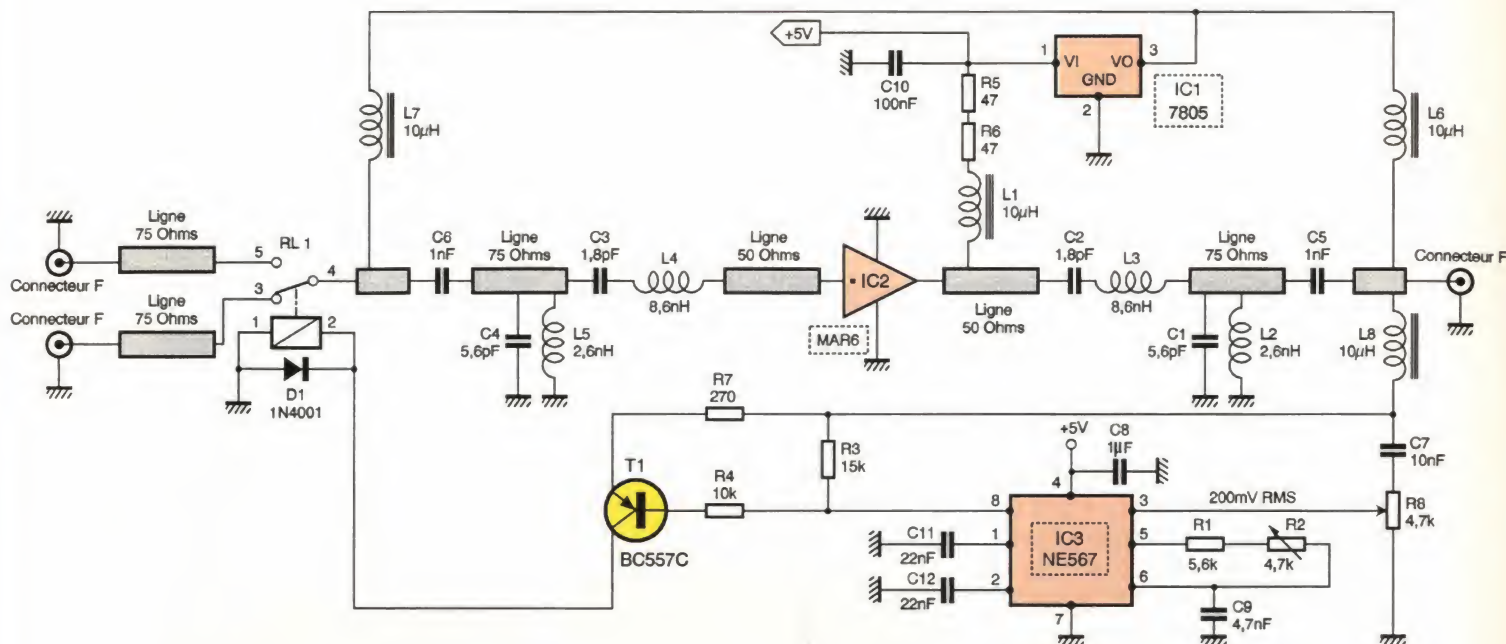 +5V
C10
100nF
R5
47
R6
47
1
VI
VO
3
GND
2
IC1
7805
L7
10µH
L6
10µH
L1
10µH
Ligne
75 Ohms
RL 1
5
4
3
Connecteur F
Connecteur F
Ligne
75 Ohms
1
2
D1
1N4001
C6
1nF
Ligne
75 Ohms
C3
1,8pF
L4
8,6nH
Ligne
50 Ohms
IC2
MAR6
Ligne
50 Ohms
C2
1,8pF
L3
8,6nH
Ligne
75 Ohms
C5
1nF
Connecteur F
C4
5,6pF
L5
2,6nH
C1
5,6pF
L2
2,6nH
L8
10µH
R7
270
R3
15k
T1
BC557C
R4
10k
+5V
C8
1µF
4
8
1
2
3
5
6
7
IC3
NE567
200mV RMS
C7
10nF
R8
4,7k
R1
5,6k
R2
4,7k
C11
22nF
C12
22nF
C9
4,7nF